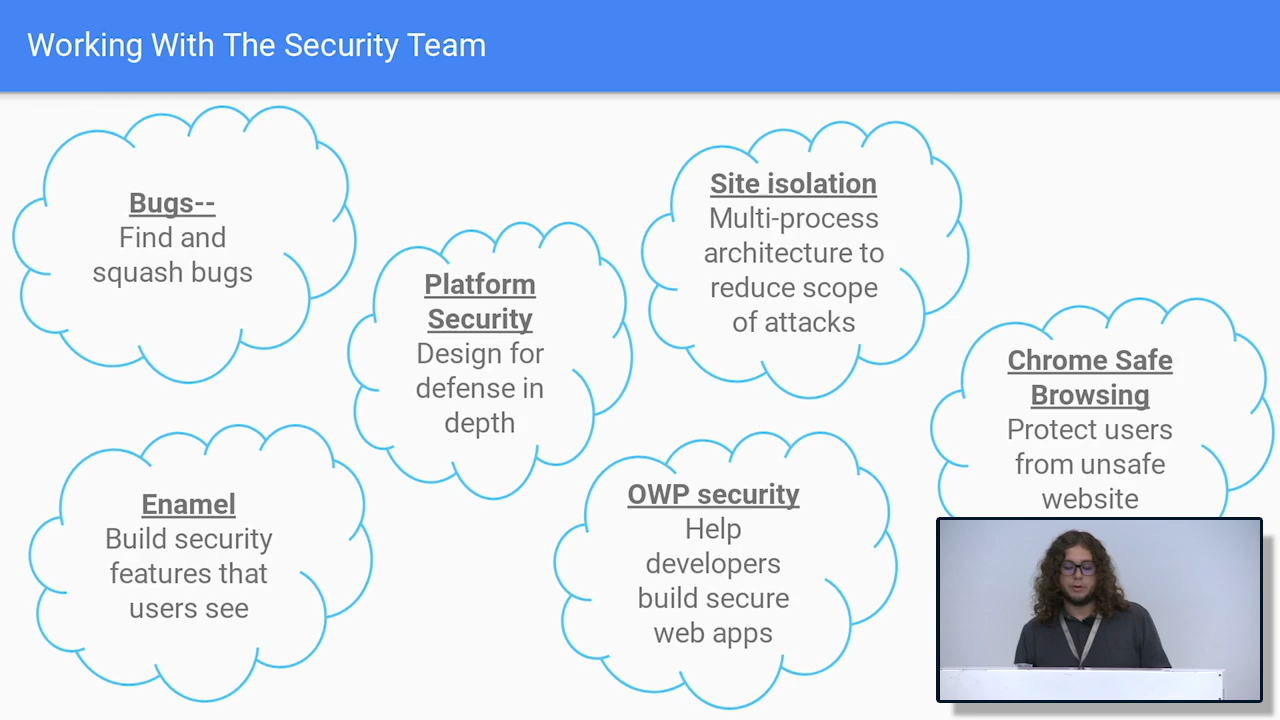 Working With The Security Team
Bugs--
Find and
squash bugs
Platform
Security
Design for
defense in
depth
Site isolation
Multi-process
architecture to
reduce scope
of attacks
Chrome Safe
Browsing
Protect users
from unsafe
website
Enamel
Build security
features that
users see
OWP security
Help
developers
build secure
web apps